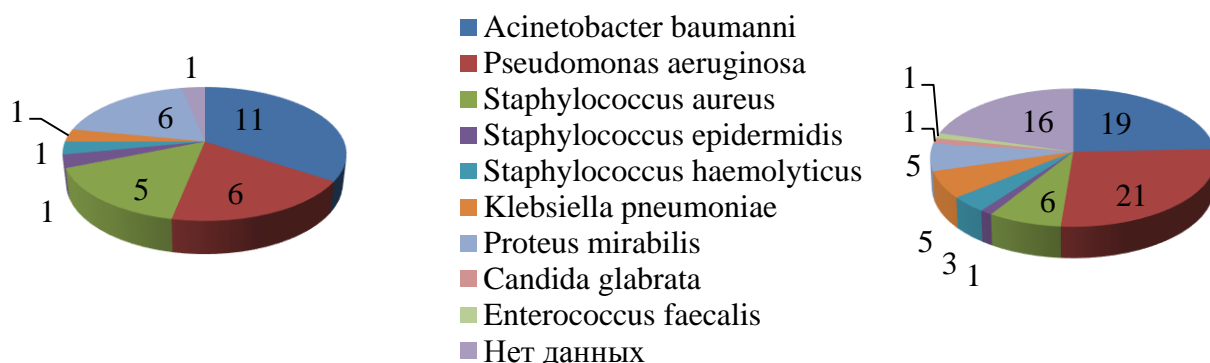 1
1
6
11
1
5
6
1
Acinetobacter baumanni
Pseudomonas aeruginosa
Staphylococcus aureus
Staphylococcus epidermidis
Staphylococcus haemolyticus
Klebsiella pneumoniae
Proteus mirabilis
Candida glabrata
Enterococcus faecalis
Нет данных
1
1
16
19
5
6
21
5
3
1